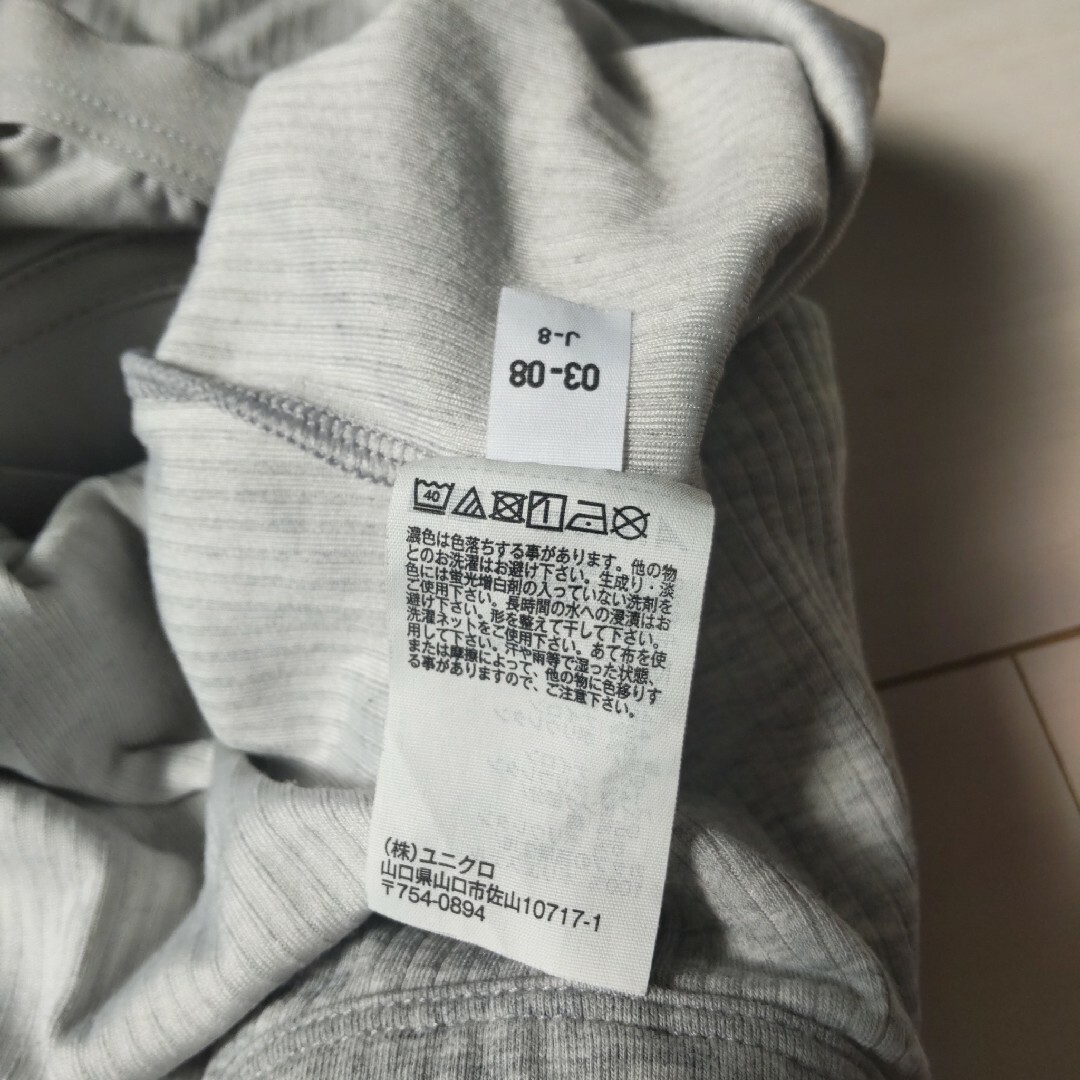 J-8
03-08
40
濃色は色落ちする事があります。他の物
とのお洗濯はお避け下さい。生成り・淡
色には蛍光増白剤の入っていない洗剤を
ご使用下さい。長時間の水への浸漬はお
避け下さい。形を整えて干して下さい。
洗濯ネットをご使用下さい。あて布を使
用して下さい。汗や雨等で湿った状態、
または摩擦によって、他の物に色移りす
る事がありますので、ご注意下さい。
(株)ユニクロ
山口県山口市佐山10717-1
〒754-0894